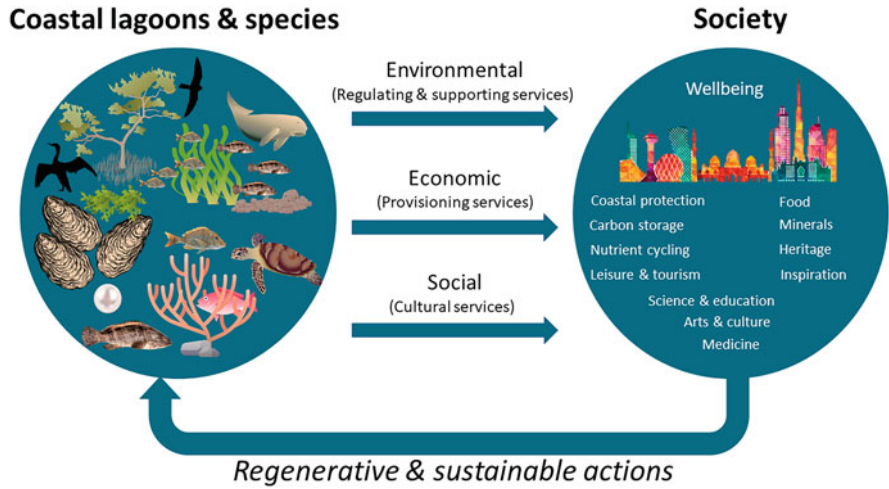 Coastal lagoons & species
Society
Environmental
(Regulating & supporting services)
Economic
(Provisioning services)
Social
(Cultural services)
Wellbeing
Coastal protection
Food
Carbon storage
Minerals
Nutrient cycling
Heritage
Leisure & tourism
Inspiration
Science & education
Arts & culture
Medicine
Regenerative & sustainable actions